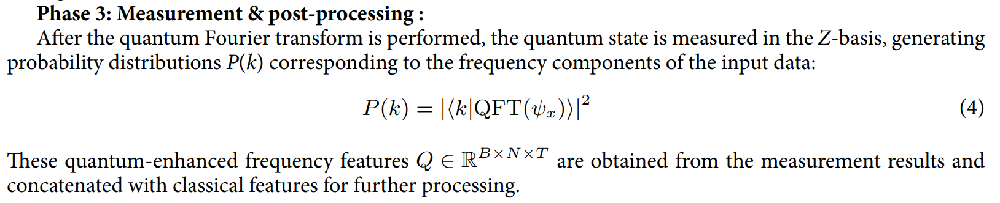 Phase 3: Measurement & post-processing :
After the quantum Fourier transform is performed, the quantum state is measured in the Z-basis, generating
probability distributions P(k) corresponding to the frequency components of the input data:
P(k) = |⟨k|QFT(ψₓ)⟩|² (4)
These quantum-enhanced frequency features Q ∈ ℝ^{B×N×T} are obtained from the measurement results and
concatenated with classical features for further processing.